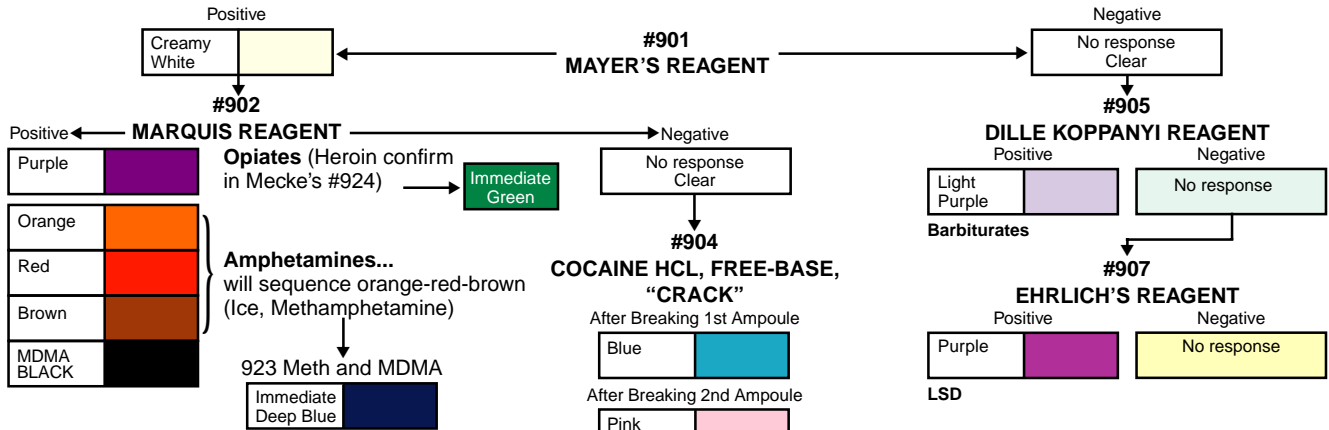 Positive
Creamy
White
#901
MAYER'S REAGENT
Negative
No response
Clear
#902
Positive
MARQUIS REAGENT
Negative
Purple
Opiates (Heroin confirm
in Mecke's #924)
Immediate
Green
No response
Clear
Orange
Red
Brown
MDMA
BLACK
Amphetamines...
will sequence orange-red-brown
(Ice, Methamphetamine)
923 Meth and MDMA
Immediate
Deep Blue
#904
COCAINE HCL, FREE-BASE,
“CRACK”
After Breaking 1st Ampoule
Blue
After Breaking 2nd Ampoule
Pink
#905
DILLE KOPPANYI REAGENT
Positive
Light
Purple
Barbiturates
Negative
No response
#907
EHRLICH'S REAGENT
Positive
Purple
LSD
Negative
No response